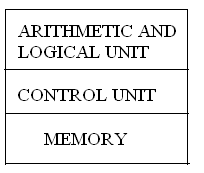 ARITHMETIC AND
LOGICAL UNIT
CONTROL UNIT
MEMORY